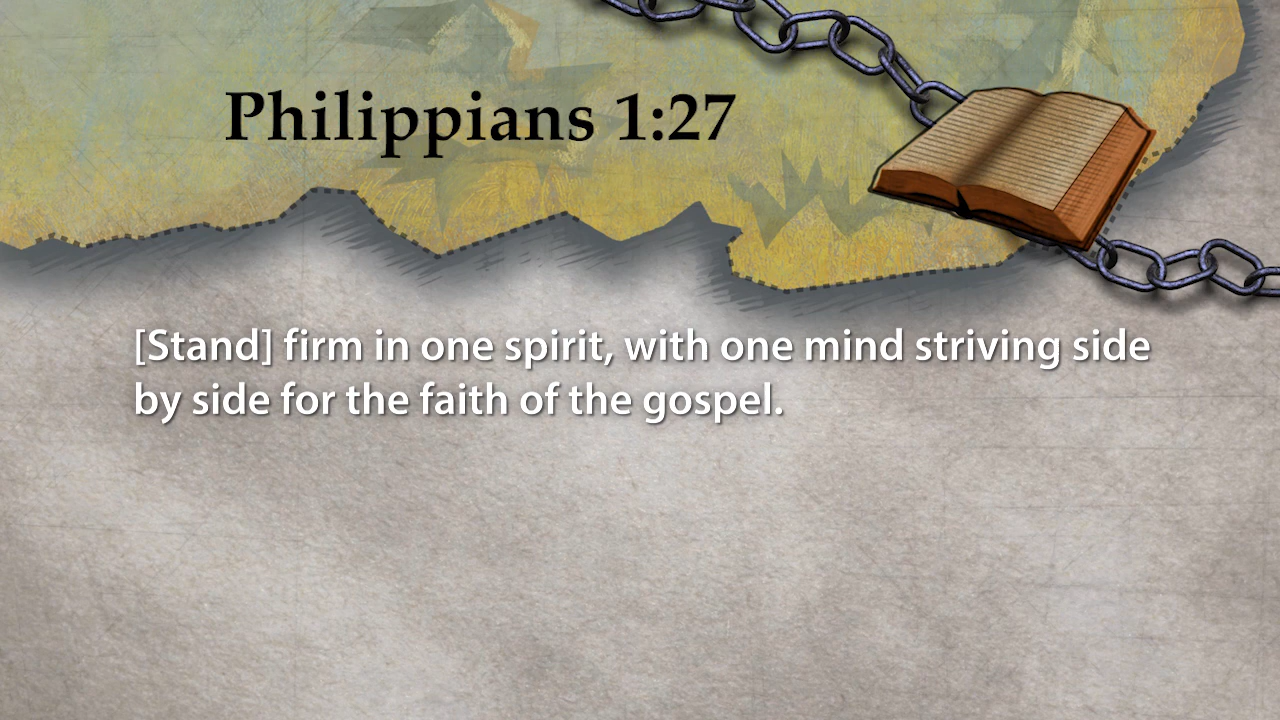 Philippians 1:27
[Stand] firm in one spirit, with one mind striving side
by side for the faith of the gospel.